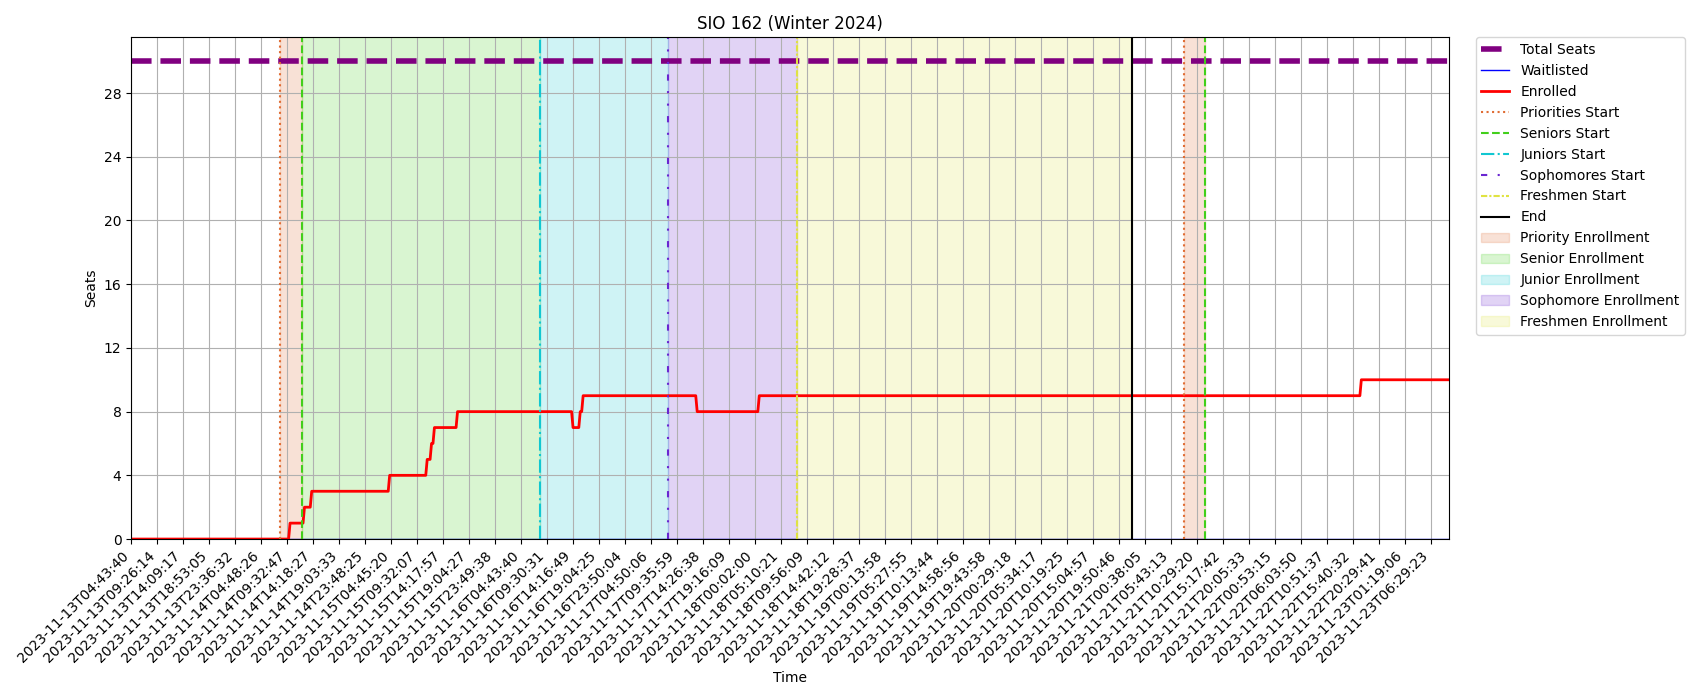 SIO 162 (Winter 2024)
Seats
28
24
20
16
12
8
4
0
2023-11-13T04:43:40
2023-11-13T09:26:14
2023-11-13T14:09:17
2023-11-13T18:53:05
2023-11-13T23:36:32
2023-11-14T04:48:26
2023-11-14T09:32:47
2023-11-14T14:18:27
2023-11-14T19:03:33
2023-11-14T23:48:25
2023-11-15T04:45:20
2023-11-15T09:32:07
2023-11-15T14:17:57
2023-11-15T19:04:27
2023-11-15T23:49:38
2023-11-16T04:43:40
2023-11-16T09:30:31
2023-11-16T14:16:49
2023-11-16T19:04:25
2023-11-16T23:50:04
2023-11-17T04:50:06
2023-11-17T09:35:59
2023-11-17T14:26:38
2023-11-17T19:16:09
2023-11-18T00:02:00
2023-11-18T05:10:21
2023-11-18T09:56:09
2023-11-18T14:42:12
2023-11-18T19:28:37
2023-11-19T00:13:58
2023-11-19T05:27:55
2023-11-19T10:13:44
2023-11-19T14:58:56
2023-11-19T19:43:58
2023-11-20T00:29:18
2023-11-20T05:34:17
2023-11-20T10:19:25
2023-11-20T15:04:57
2023-11-20T19:50:46
2023-11-21T00:38:05
2023-11-21T05:43:13
2023-11-21T10:29:20
2023-11-21T15:17:42
2023-11-21T20:05:33
2023-11-22T00:53:15
2023-11-22T06:03:50
2023-11-22T10:51:37
2023-11-22T15:40:32
2023-11-22T20:29:41
2023-11-23T01:19:06
2023-11-23T06:29:23
Time
Total Seats
Waitlisted
Enrolled
Priorities Start
Seniors Start
Juniors Start
Sophomores Start
Freshmen Start
End
Priority Enrollment
Senior Enrollment
Junior Enrollment
Sophomore Enrollment
Freshmen Enrollment